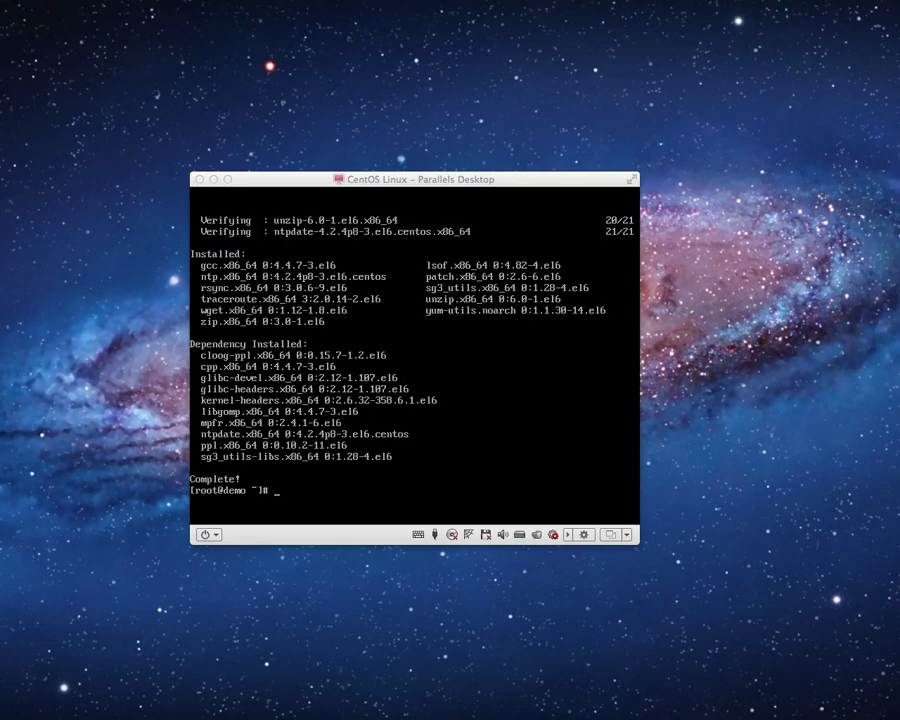 CentOS Linux – Parallels Desktop
Verifying : unzip-6.0-1.el6.x86_64 20/21
Verifying : ntpdate-4.2.4p8-3.el6.centos.x86_64 21/21
Installed:
gcc.x86_64 0:4.4.7-3.el6 lsof.x86_64 0:4.82-4.el6
ntp.x86_64 0:4.2.4p8-3.el6.centos patch.x86_64 0:2.6-6.el6
rsync.x86_64 0:3.0.6-9.el6 sg3_utils.x86_64 0:1.28-4.el6
traceroute.x86_64 3:2.0.14-2.el6 unzip.x86_64 0:6.0-1.el6
wget.x86_64 0:1.12-1.8.el6 yum-utils.noarch 0:1.1.30-14.el6
zip.x86_64 0:3.0-1.el6
Dependency Installed:
cloog-ppl.x86_64 0:0.15.7-1.2.el6
cpp.x86_64 0:4.4.7-3.el6
glibc-devel.x86_64 0:2.12-1.107.el6
glibc-headers.x86_64 0:2.12-1.107.el6
kernel-headers.x86_64 0:2.6.32-358.6.1.el6
libgomp.x86_64 0:4.4.7-3.el6
mpfr.x86_64 0:2.4.1-6.el6
ntpdate.x86_64 0:4.2.4p8-3.el6.centos
ppl.x86_64 0:0.10.2-11.el6
sg3_utils-libs.x86_64 0:1.28-4.el6
Complete!
[root@demo ~]# _